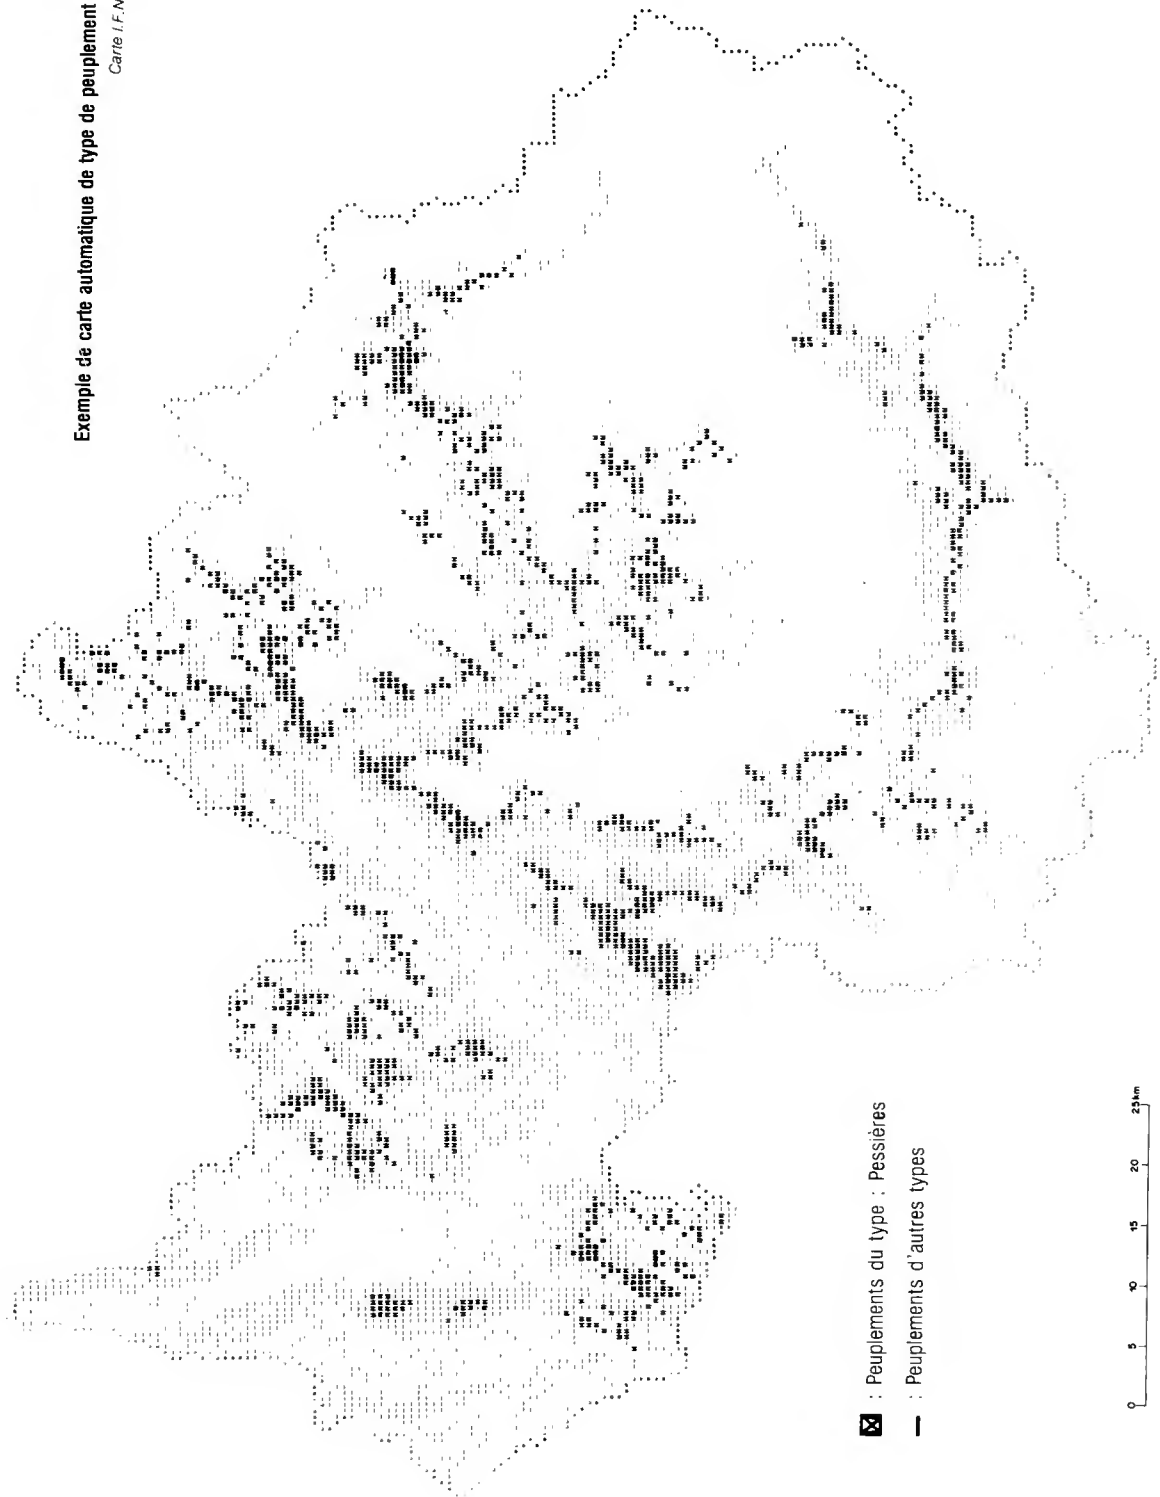 Exemple de carte automatique de type de peuplement
Carte I.F.N
: Peuplements du type : Pessières
: Peuplements d'autres types
0 5 10 15 20 25km